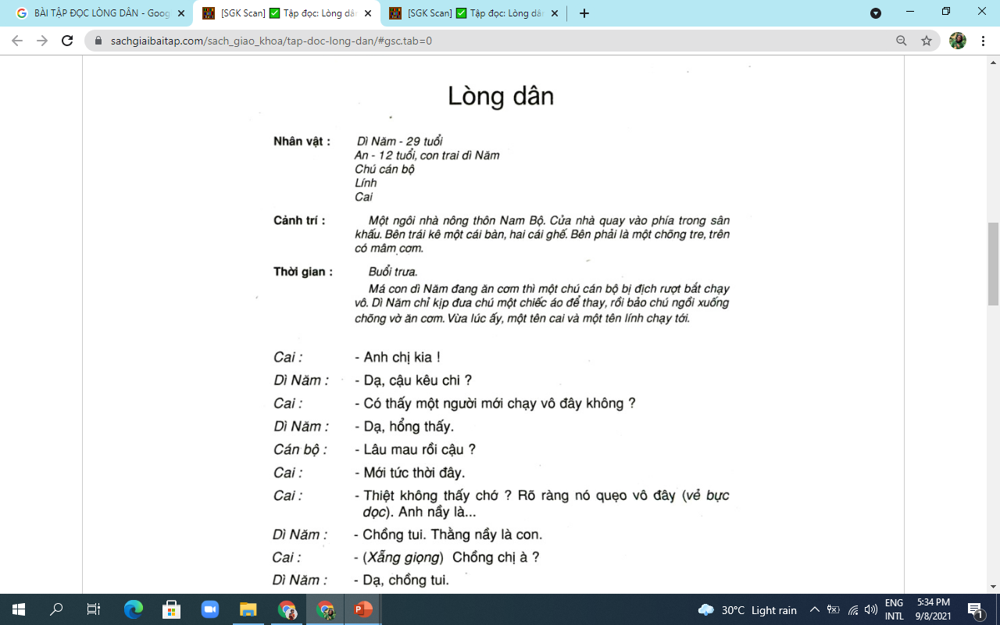 BÀI TẬP ĐỌC LÒNG DÂN - Goog
[SGK Scan] ✅ Tập đọc: Lòng dân
[SGK Scan] ✅ Tập đọc: Lòng dân
sachgiaibaitap.com/sach_giao_khoa/tap-doc-long-dan/#gsc.tab=0
Lòng dân
Nhân vật : Dì Năm - 29 tuổi
An - 12 tuổi, con trai dì Năm
Chú cán bộ
Lính
Cai
Cảnh trí : Một ngôi nhà nông thôn Nam Bộ. Cửa nhà quay vào phía trong sân
khấu. Bên trái kê một cái bàn, hai cái ghế. Bên phải là một chõng tre, trên
có mâm cơm.
Thời gian : Buổi trưa.
Má con dì Năm đang ăn cơm thì một chú cán bộ bị địch rượt bắt chạy
vô. Dì Năm chỉ kịp đưa chú một chiếc áo để thay, rồi bảo chú ngồi xuống
chõng vờ ăn cơm. Vừa lúc ấy, một tên cai và một tên lính chạy tới.
Cai : - Anh chị kia !
Dì Năm : - Dạ, cậu kêu chi ?
Cai : - Có thấy một người mới chạy vô đây không ?
Dì Năm : - Dạ, hổng thấy.
Cán bộ : - Lâu mau rồi cậu ?
Cai : - Mới tức thời đây.
Cai : - Thiệt không thấy chớ ? Rõ ràng nó quẹo vô đây (vẻ bực
dọc). Anh nầy là...
Dì Năm : - Chồng tui. Thằng nầy là con.
Cai : - (Xẵng giọng) Chồng chị à ?
Dì Năm : - Dạ, chồng tui.
30°C Light rain
ENG
INTL
5:34 PM
9/8/2021
1